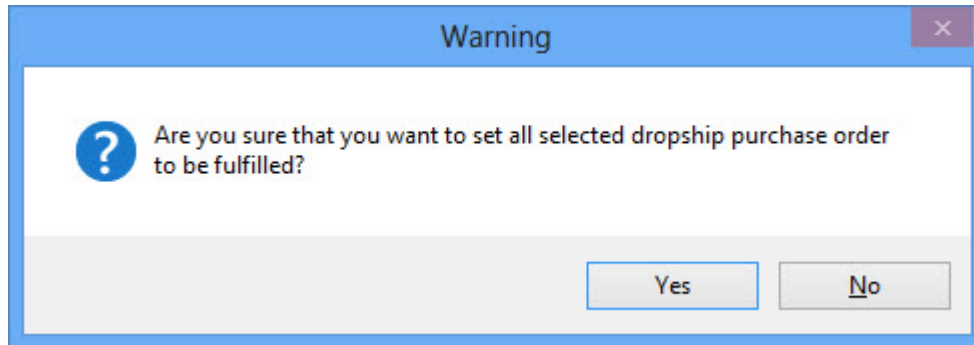 Warning
Are you sure that you want to set all selected dropship purchase order
to be fulfilled?
Yes
No